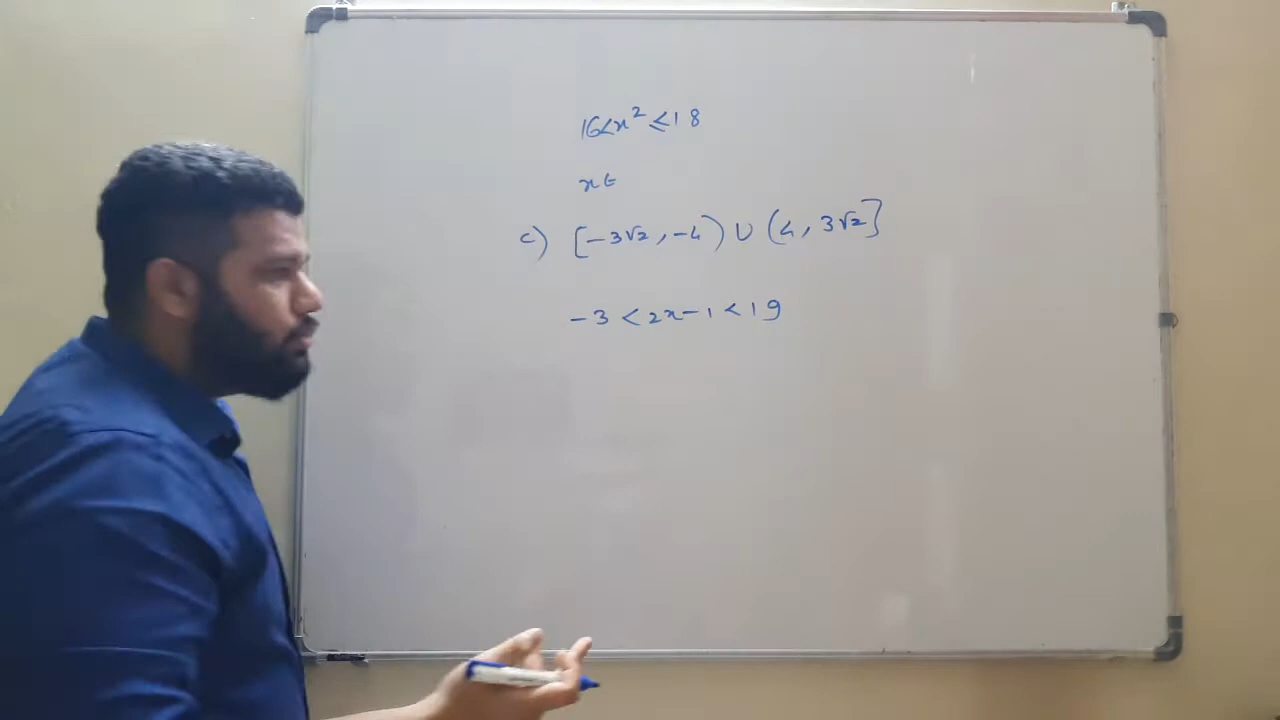 16<x² ≤ 18
x∈
c) [-3√2, -4) ∪ (4, 3√2]
-3 < 2x-1 < 19